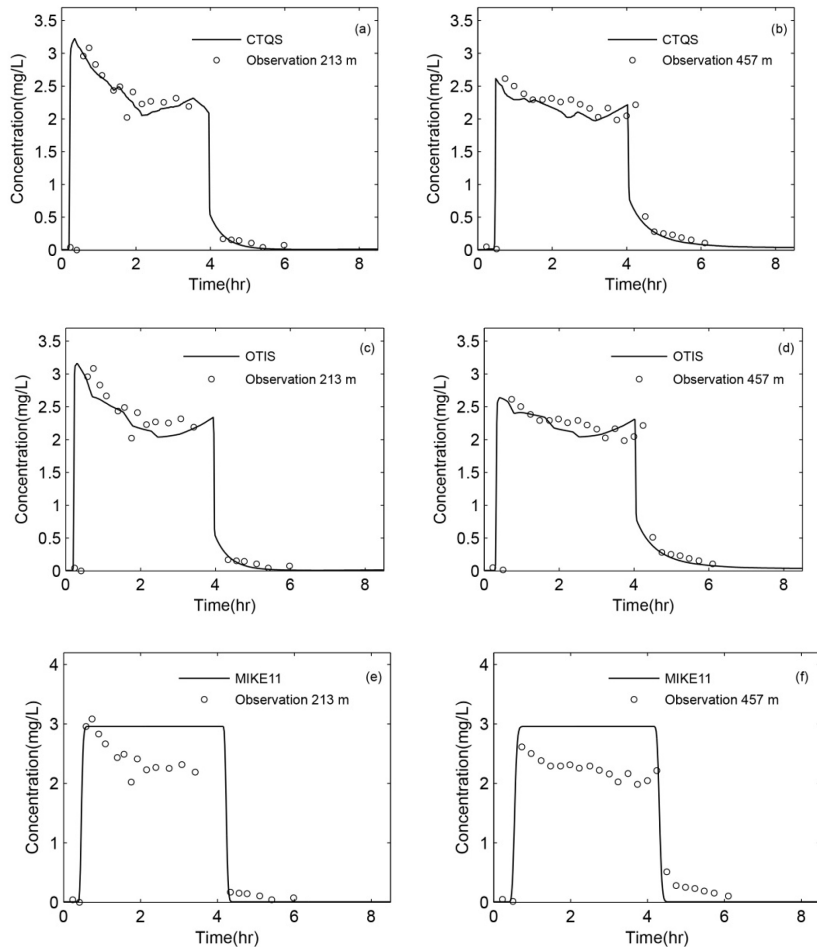 (a)
CTQS
Observation 213 m
Concentration(mg/L)
3.5
3
2.5
2
1.5
1
0.5
0
0 2 4 6 8
Time(hr)
(b)
CTQS
Observation 457 m
Concentration(mg/L)
3.5
3
2.5
2
1.5
1
0.5
0
0 2 4 6 8
Time(hr)
(c)
OTIS
Observation 213 m
Concentration(mg/L)
3.5
3
2.5
2
1.5
1
0.5
0
0 2 4 6 8
Time(hr)
(d)
OTIS
Observation 457 m
Concentration(mg/L)
3.5
3
2.5
2
1.5
1
0.5
0
0 2 4 6 8
Time(hr)
(e)
MIKE11
Observation 213 m
Concentration(mg/L)
4
3
2
1
0
0 2 4 6 8
Time(hr)
(f)
MIKE11
Observation 457 m
Concentration(mg/L)
4
3
2
1
0
0 2 4 6 8
Time(hr)